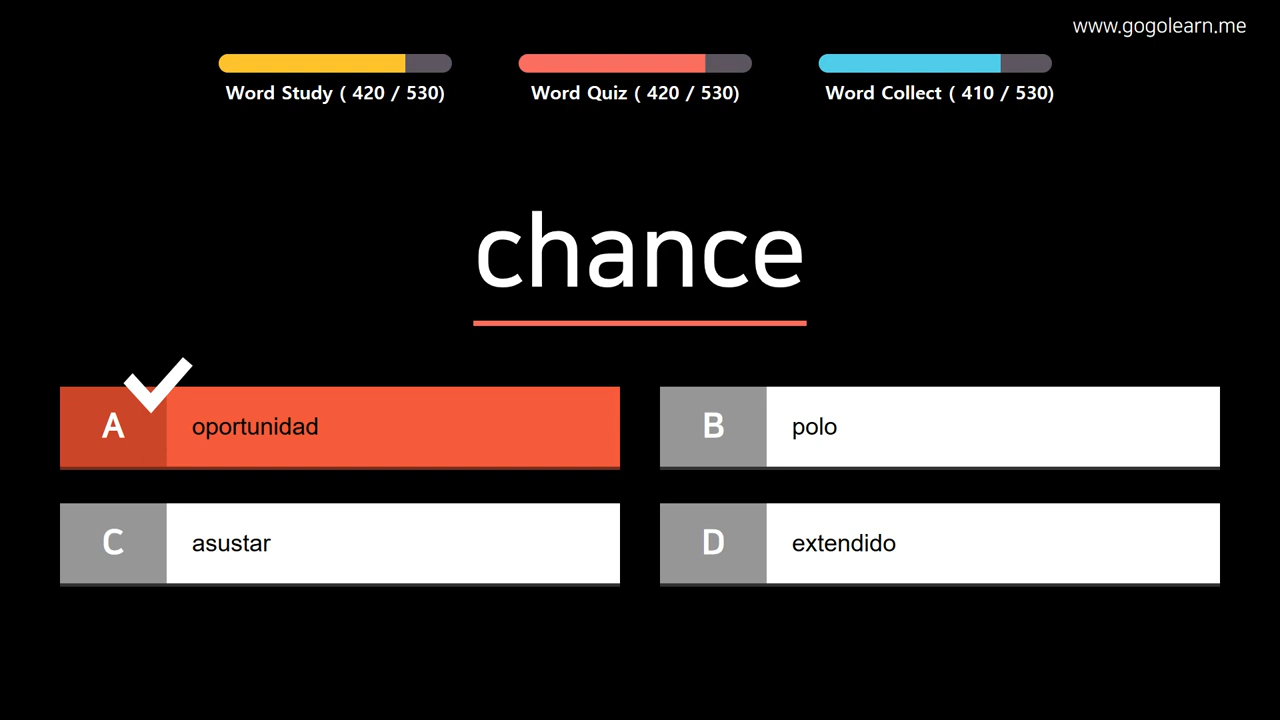 www.gogolearn.me
Word Study ( 420 / 530)
Word Quiz ( 420 / 530)
Word Collect ( 410 / 530)
chance
A oportunidad
B polo
C asustar
D extendido